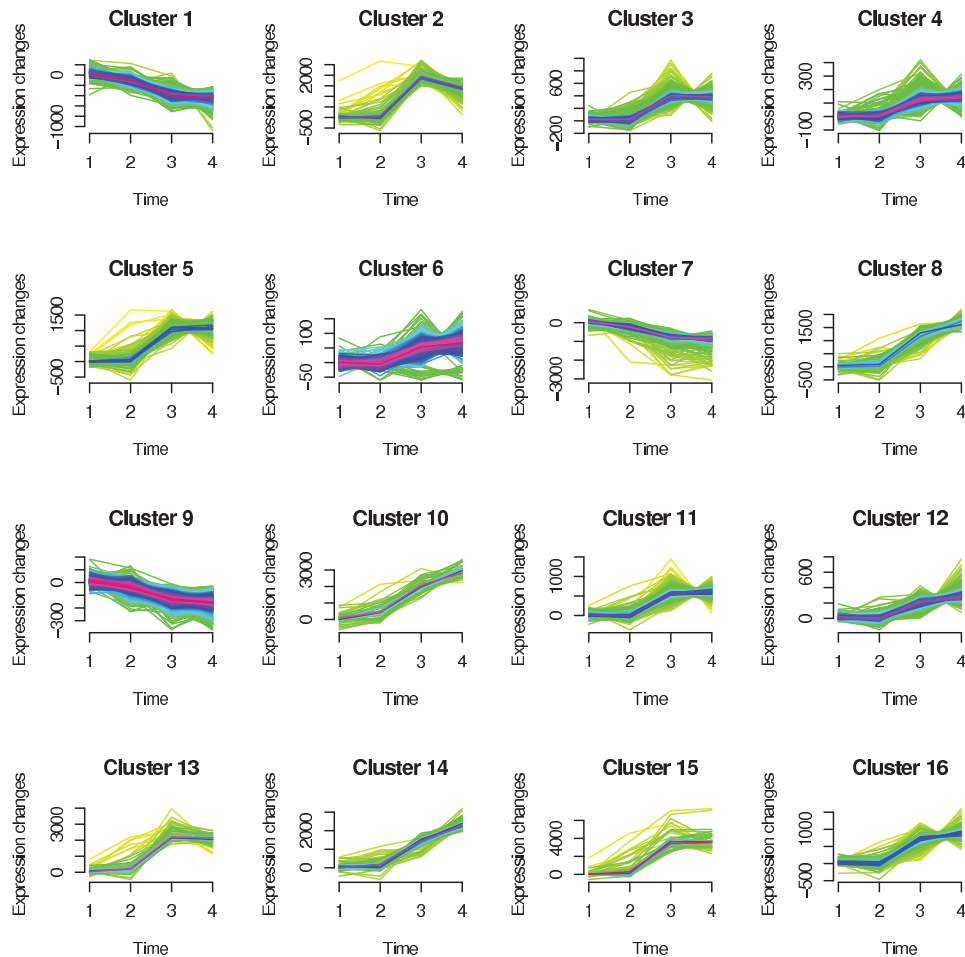 Cluster 1
Cluster 2
Cluster 3
Cluster 4
Expression changes
0
−1000
1 2 3 4
Time
Expression changes
2000
−500
1 2 3 4
Time
Expression changes
600
−200
1 2 3 4
Time
Expression changes
300
−100
1 2 3 4
Time
Cluster 5
Cluster 6
Cluster 7
Cluster 8
Expression changes
1500
−500
1 2 3 4
Time
Expression changes
100
−50
1 2 3 4
Time
Expression changes
0
−3000
1 2 3 4
Time
Expression changes
1500
−500
1 2 3 4
Time
Cluster 9
Cluster 10
Cluster 11
Cluster 12
Expression changes
0
−300
1 2 3 4
Time
Expression changes
3000
0
1 2 3 4
Time
Expression changes
1000
0
1 2 3 4
Time
Expression changes
600
0
1 2 3 4
Time
Cluster 13
Cluster 14
Cluster 15
Cluster 16
Expression changes
3000
0
1 2 3 4
Time
Expression changes
2000
0
1 2 3 4
Time
Expression changes
4000
0
1 2 3 4
Time
Expression changes
1000
−500
1 2 3 4
Time